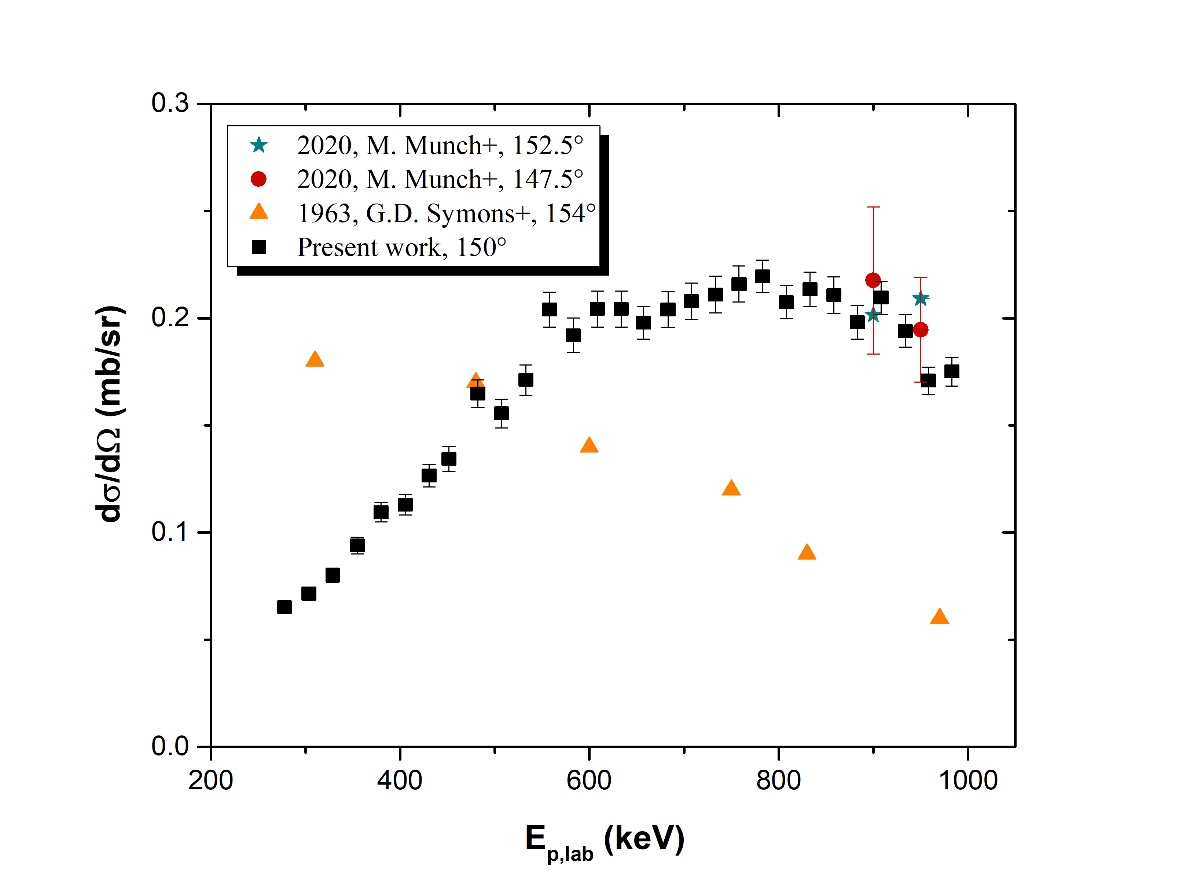 0.3
2020, M. Munch+, 152.5°
2020, M. Munch+, 147.5°
1963, G.D. Symons+, 154°
Present work, 150°
0.2
dσ/dΩ (mb/sr)
0.1
0.0
200 400 600 800 1000
E_p,lab (keV)